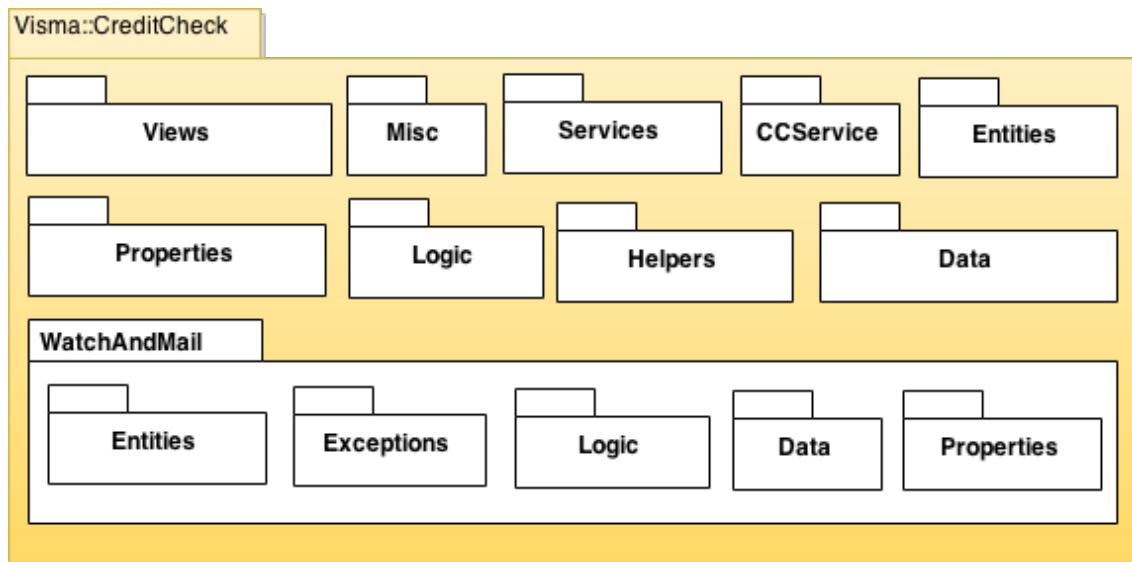 Visma::CreditCheck
Views
Misc
Services
CCService
Entities
Properties
Logic
Helpers
Data
WatchAndMail
Entities
Exceptions
Logic
Data
Properties